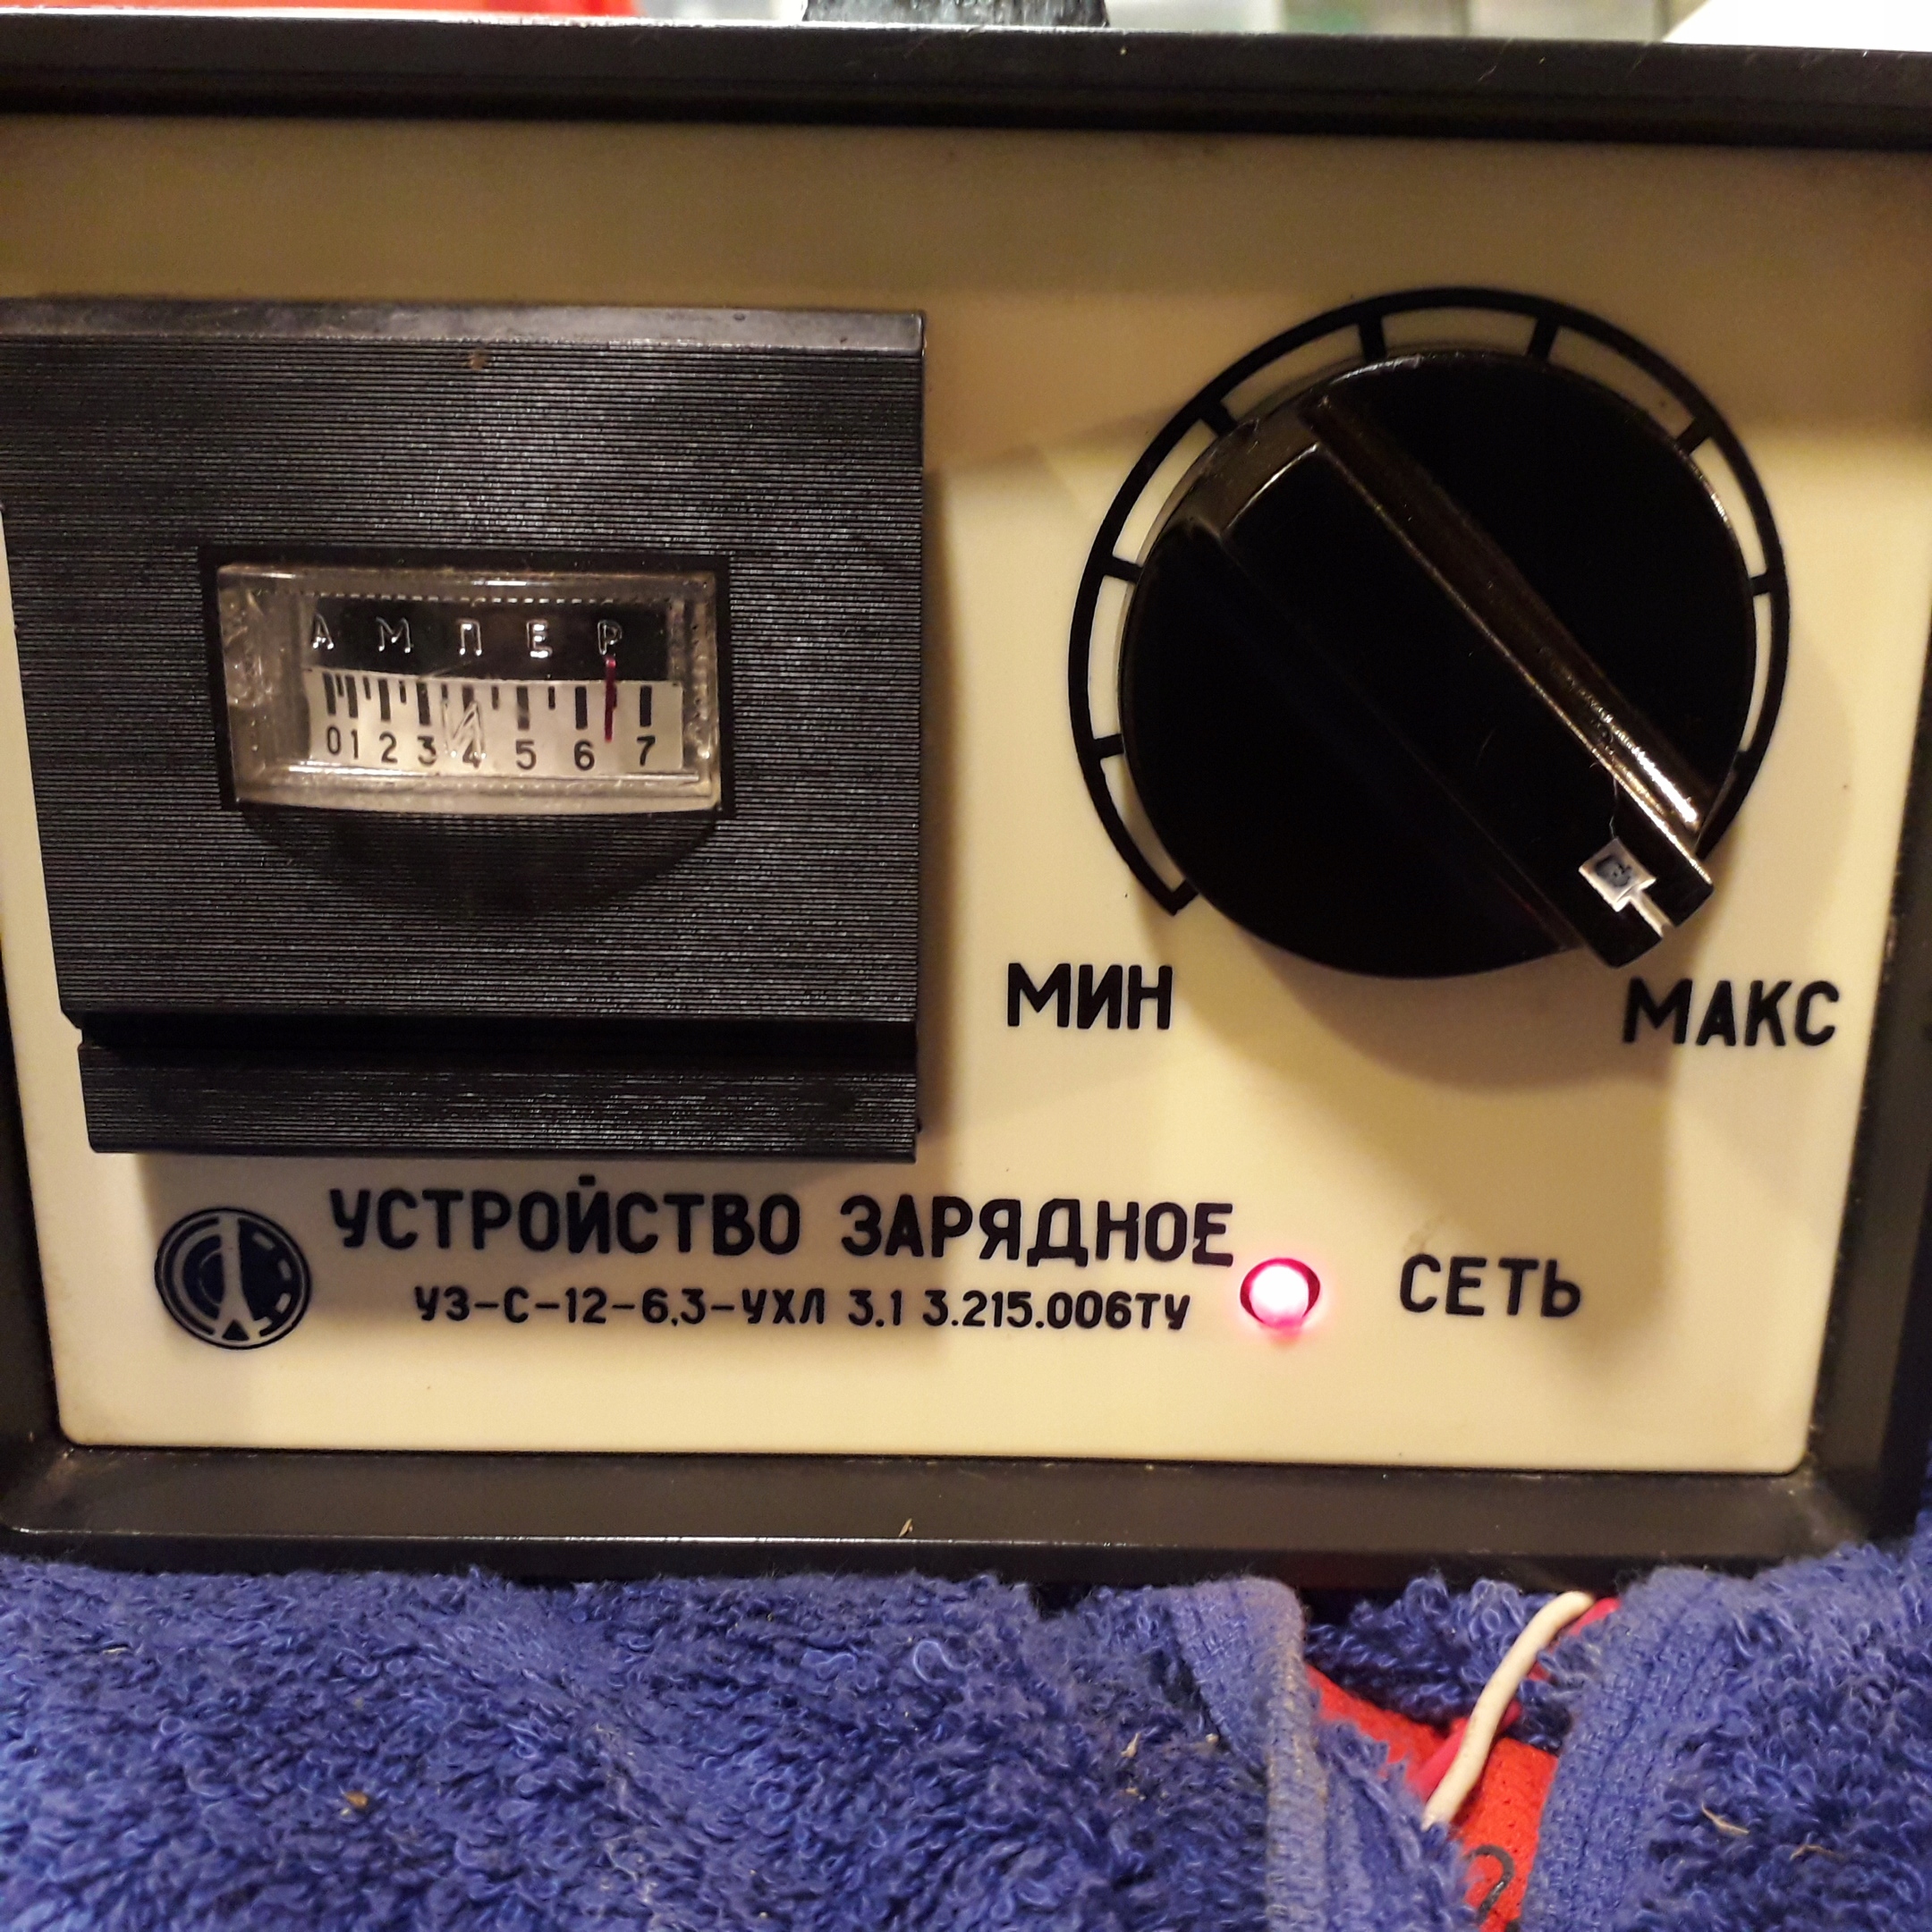 АМПЕР
0 1 2 3 4 5 6 7
МИН МАКС
УСТРОЙСТВО ЗАРЯДНОЕ
УЗ-С-12-6,3-УХЛ 3.1 3.215.006ТУ
СЕТЬ